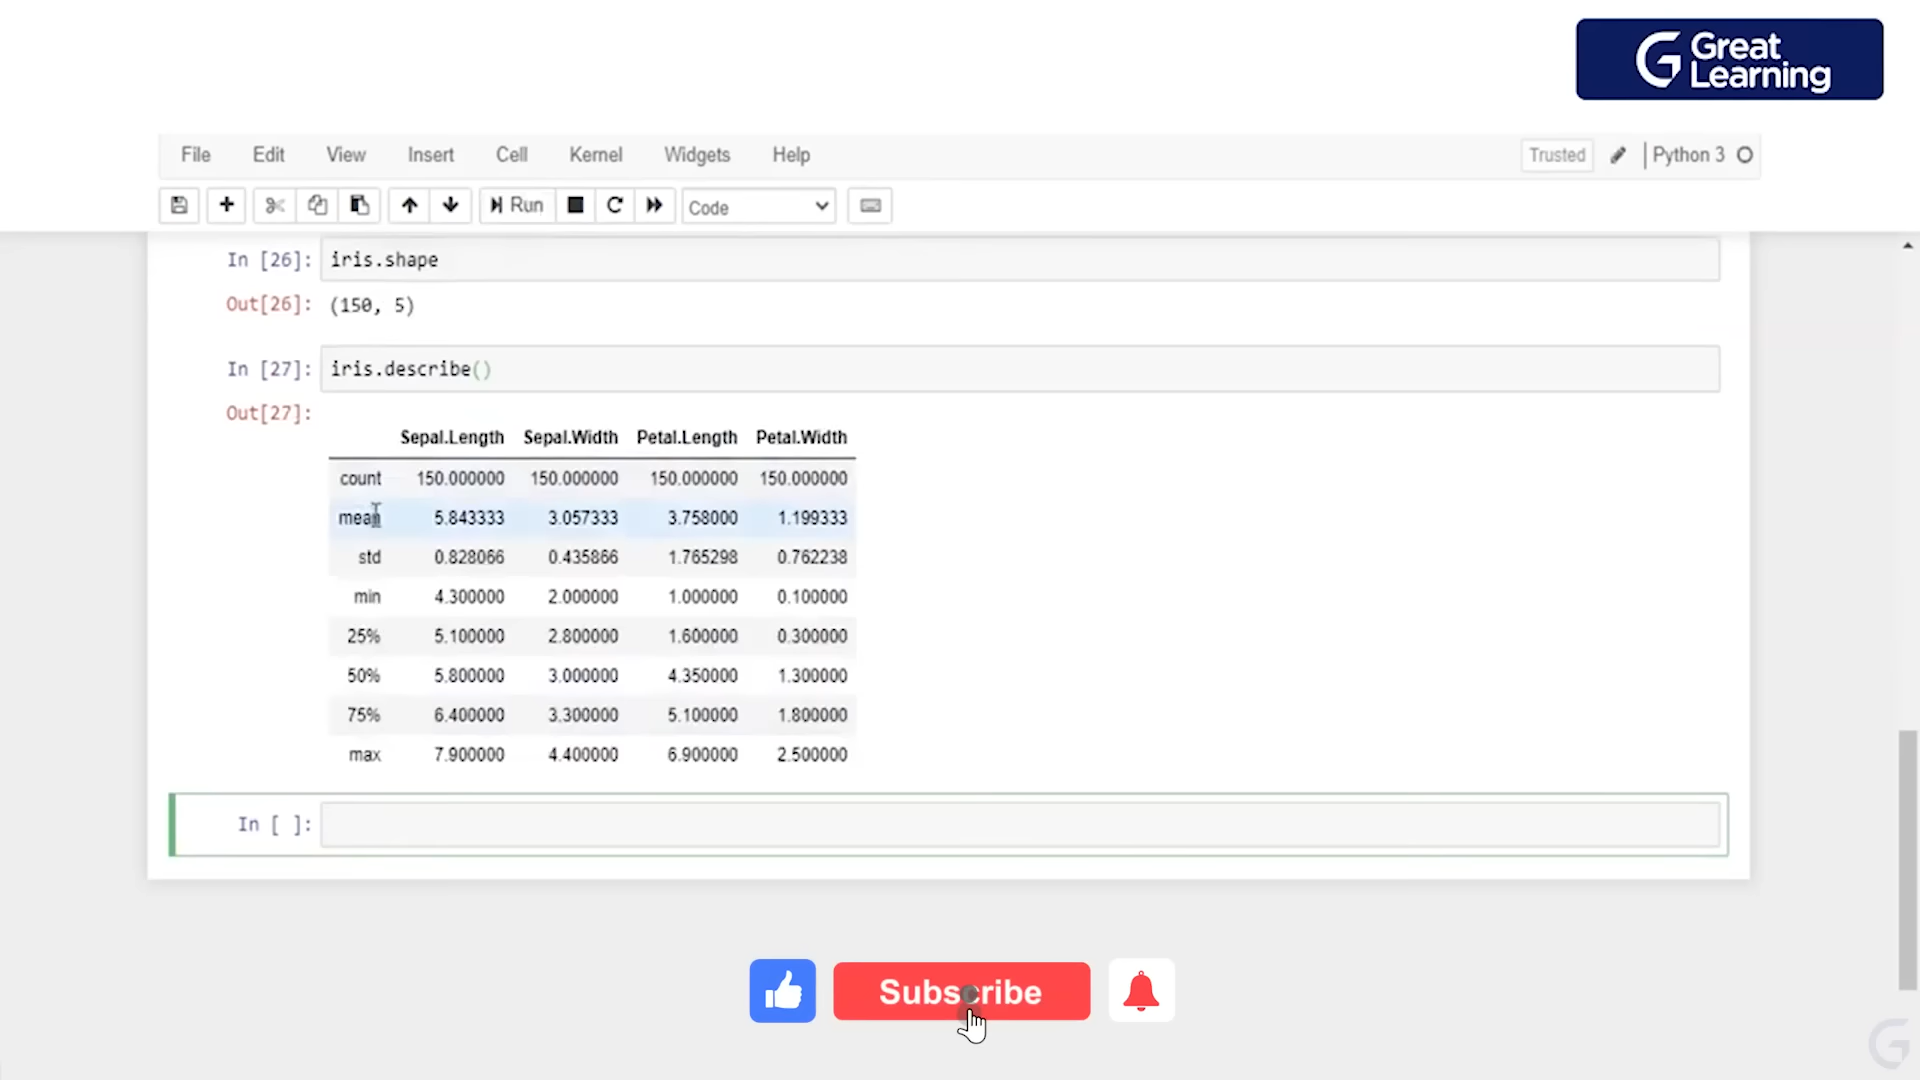 Great
Learning
File Edit View Insert Cell Kernel Widgets Help Trusted Python 3
Run Code
In [26]: iris.shape
Out[26]: (150, 5)
In [27]: iris.describe()
Out[27]:
Sepal.Length Sepal.Width Petal.Length Petal.Width
count 150.000000 150.000000 150.000000 150.000000
mean 5.843333 3.057333 3.758000 1.199333
std 0.828066 0.435866 1.765298 0.762238
min 4.300000 2.000000 1.000000 0.100000
25% 5.100000 2.800000 1.600000 0.300000
50% 5.800000 3.000000 4.350000 1.300000
75% 6.400000 3.300000 5.100000 1.800000
max 7.900000 4.400000 6.900000 2.500000
In [ ]:
Subscribe